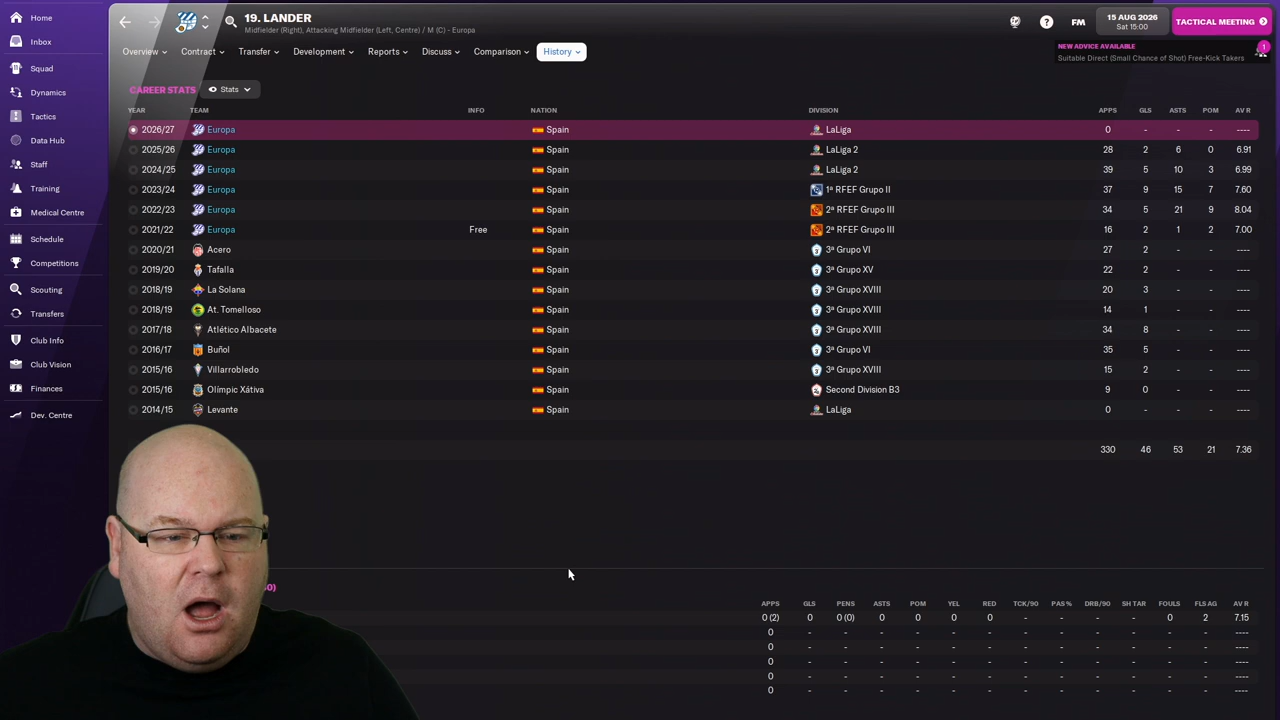 Home
19. LANDER
Midfielder (Right), Attacking Midfielder (Left, Centre) / M (C) - Europa
FM
15 AUG 2026
Sat 15:00
TACTICAL MEETING
Inbox
Overview
Contract
Transfer
Development
Reports
Discuss
Comparison
History
NEW ADVICE AVAILABLE
Suitable Direct (Small Chance of Shot) Free-Kick Takers
1
Squad
Dynamics
Tactics
Data Hub
Staff
Training
Medical Centre
Schedule
Competitions
Scouting
Transfers
Club Info
Club Vision
Finances
Dev. Centre
CAREER STATS Stats
YEAR TEAM INFO NATION DIVISION APPS GLS ASTS POM AV R
2026/27 Europa Spain LaLiga 0 - - - ----
2025/26 Europa Spain LaLiga 2 28 2 6 0 6.91
2024/25 Europa Spain LaLiga 2 39 5 10 3 6.99
2023/24 Europa Spain 1ª RFEF Grupo II 37 9 15 7 7.60
2022/23 Europa Spain 2ª RFEF Grupo III 34 5 21 9 8.04
2021/22 Europa Free Spain 2ª RFEF Grupo III 16 2 1 2 7.00
2020/21 Acero Spain 3ª Grupo VI 27 2 - - ----
2019/20 Tafalla Spain 3ª Grupo XV 22 2 - - ----
2018/19 La Solana Spain 3ª Grupo XVIII 20 3 - - ----
2018/19 At. Tomelloso Spain 3ª Grupo XVIII 14 1 - - ----
2017/18 Atlético Albacete Spain 3ª Grupo XVIII 34 8 - - ----
2016/17 Buñol Spain 3ª Grupo VI 35 5 - - ----
2015/16 Villarrobledo Spain 3ª Grupo XVIII 15 2 - - ----
2015/16 Olímpic Xátiva Spain Second Division B3 9 0 - - ----
2014/15 Levante Spain LaLiga 0 - - - ----
330 46 53 21 7.36
APPS GLS PENS ASTS POM YEL RED TCK/90 PAS % DRB/90 SH TAR FOULS FLS AG AV R
0 (2) 0 0 (0) 0 0 0 0 - - - - 0 2 7.15
0 - - - - - - - - - - - - ----
0 - - - - - - - - - - - - ----
0 - - - - - - - - - - - - ----
0 - - - - - - - - - - - - ----
0 - - - - - - - - - - - - ----